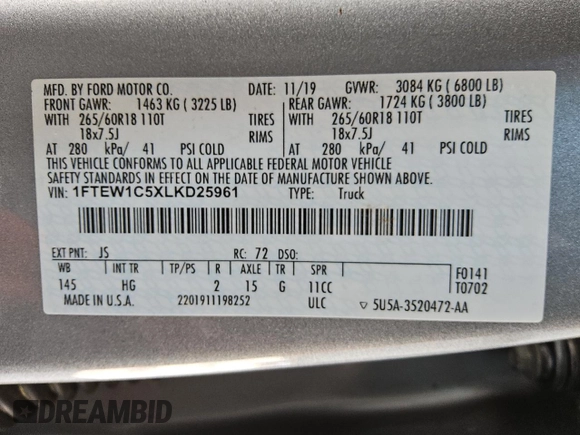 MFD. BY FORD MOTOR CO. DATE: 11/19 GVWR: 3084 KG ( 6800 LB)
FRONT GAWR: 1463 KG ( 3225 LB) REAR GAWR: 1724 KG ( 3800 LB)
WITH 265/60R18 110T TIRES WITH 265/60R18 110T TIRES
18x7.5J RIMS 18x7.5J RIMS
AT 280 kPa/ 41 PSI COLD AT 280 kPa/ 41 PSI COLD
THIS VEHICLE CONFORMS TO ALL APPLICABLE FEDERAL MOTOR VEHICLE
SAFETY STANDARDS IN EFFECT ON THE DATE OF MANUFACTURE SHOWN ABOVE.
VIN: 1FTEW1C5XLKD25961 TYPE: Truck
EXT PNT: JS RC: 72 DSO:
WB INT TR TP/PS R AXLE TR SPR F0141
145 HG 2 15 G 11CC T0702
MADE IN U.S.A. 2201911198252 ULC ▽ 5U5A-3520472-AA
DREAMBID